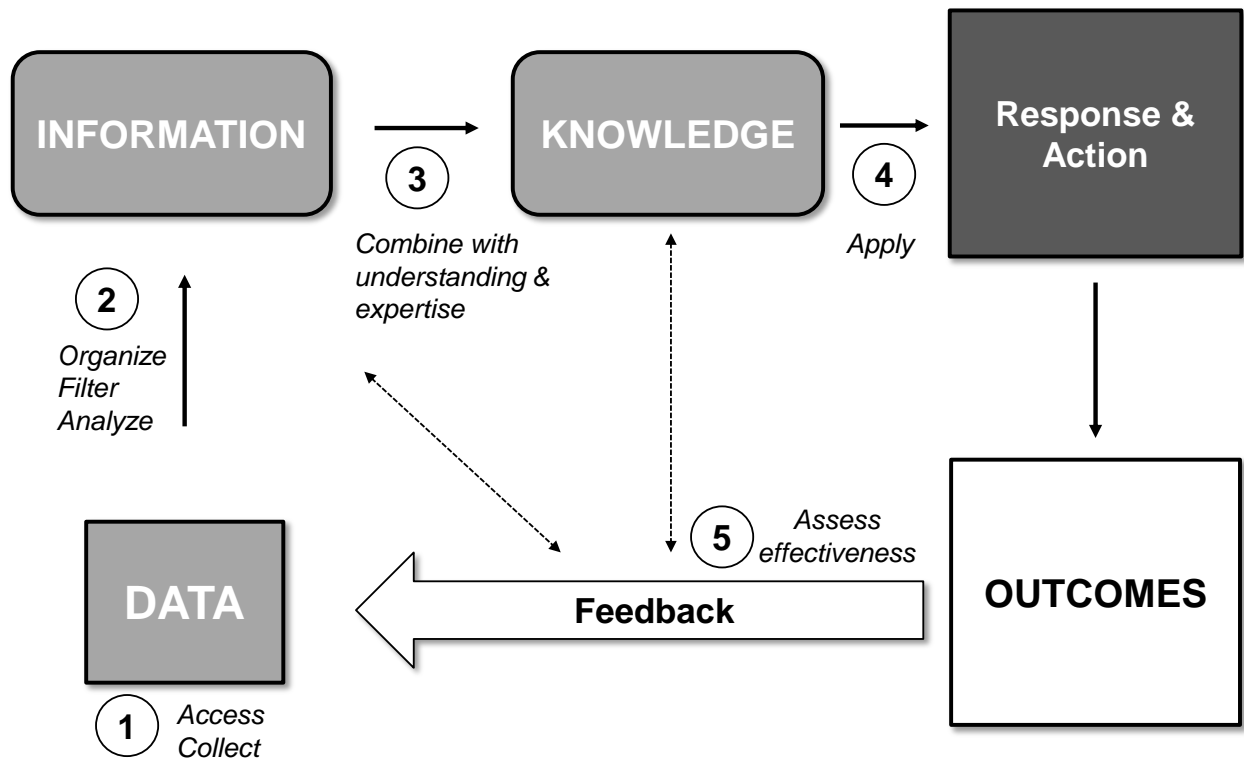 INFORMATION
KNOWLEDGE
Response &
Action
3
4
Combine with
understanding &
expertise
Apply
2
Organize
Filter
Analyze
5
Assess
effectiveness
DATA
Feedback
OUTCOMES
1
Access
Collect